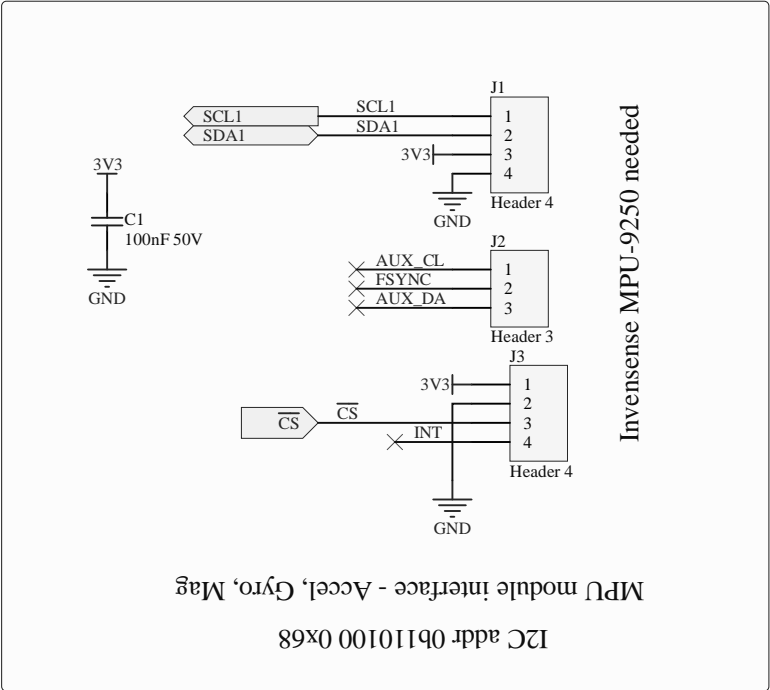 J1
SCL1
SCL1
1
SDA1
SDA1
2
3V3
3
4
GND
Header 4
3V3
C1
100nF 50V
GND
J2
AUX_CL
1
FSYNC
2
AUX_DA
3
Header 3
J3
3V3
1
2
CS
CS
3
INT
4
Header 4
GND
Invensense MPU-9250 needed
I2C addr 0b110100 0x68
MPU module interface - Accel, Gyro, Mag